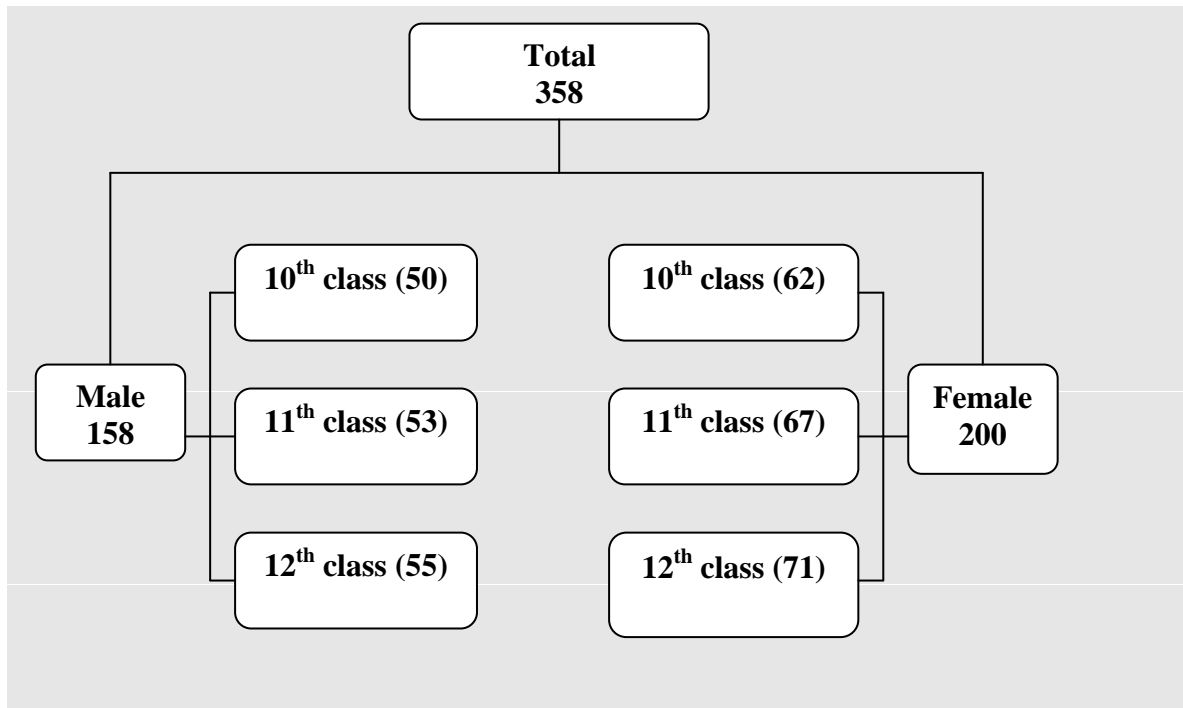 Total
358
10th class (50)
10th class (62)
Male
158
11th class (53)
11th class (67)
Female
200
12th class (55)
12th class (71)